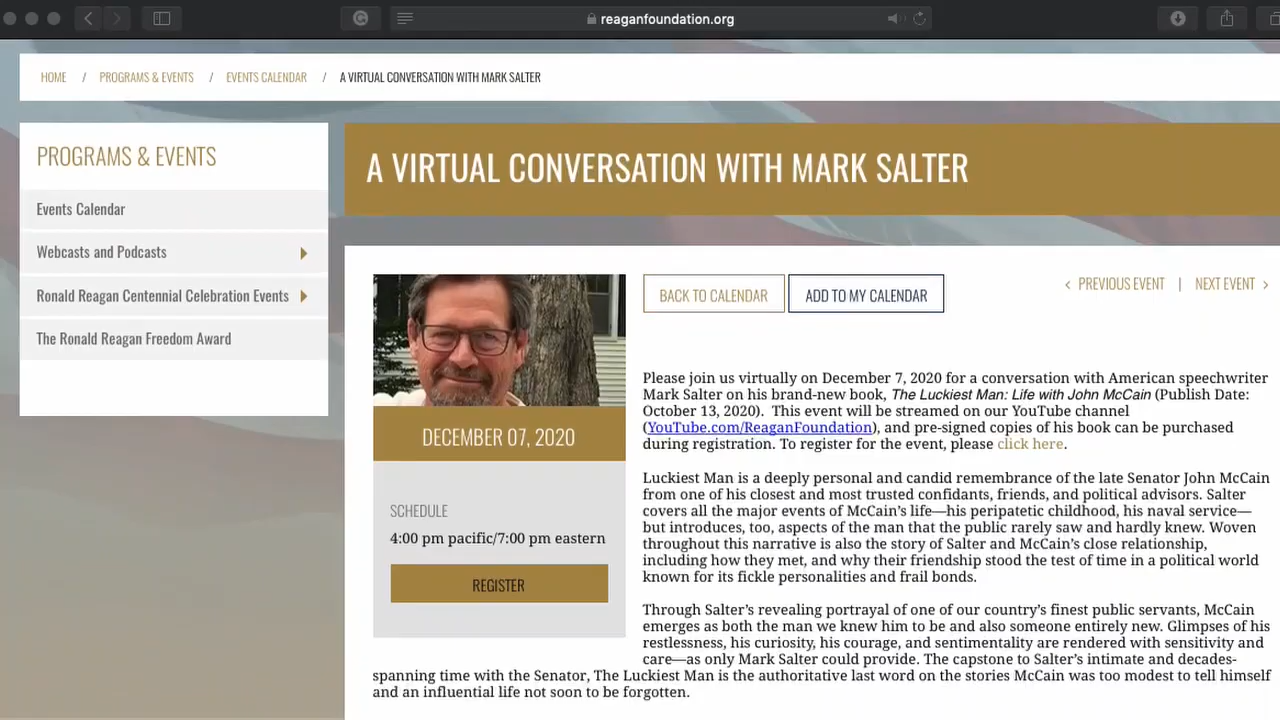 reaganfoundation.org
HOME / PROGRAMS & EVENTS / EVENTS CALENDAR / A VIRTUAL CONVERSATION WITH MARK SALTER
PROGRAMS & EVENTS
Events Calendar
Webcasts and Podcasts
Ronald Reagan Centennial Celebration Events
The Ronald Reagan Freedom Award
A VIRTUAL CONVERSATION WITH MARK SALTER
BACK TO CALENDAR ADD TO MY CALENDAR
‹ PREVIOUS EVENT | NEXT EVENT ›
DECEMBER 07, 2020
SCHEDULE
4:00 pm pacific/7:00 pm eastern
REGISTER
Please join us virtually on December 7, 2020 for a conversation with American speechwriter
Mark Salter on his brand-new book, The Luckiest Man: Life with John McCain (Publish Date:
October 13, 2020).  This event will be streamed on our YouTube channel
(YouTube.com/ReaganFoundation), and pre-signed copies of his book can be purchased
during registration. To register for the event, please click here.
Luckiest Man is a deeply personal and candid remembrance of the late Senator John McCain
from one of his closest and most trusted confidants, friends, and political advisors. Salter
covers all the major events of McCain’s life—his peripatetic childhood, his naval service—
but introduces, too, aspects of the man that the public rarely saw and hardly knew. Woven
throughout this narrative is also the story of Salter and McCain’s close relationship,
including how they met, and why their friendship stood the test of time in a political world
known for its fickle personalities and frail bonds.
Through Salter’s revealing portrayal of one of our country’s finest public servants, McCain
emerges as both the man we knew him to be and also someone entirely new. Glimpses of his
restlessness, his curiosity, his courage, and sentimentality are rendered with sensitivity and
care—as only Mark Salter could provide. The capstone to Salter’s intimate and decades-
spanning time with the Senator, The Luckiest Man is the authoritative last word on the stories McCain was too modest to tell himself
and an influential life not soon to be forgotten.